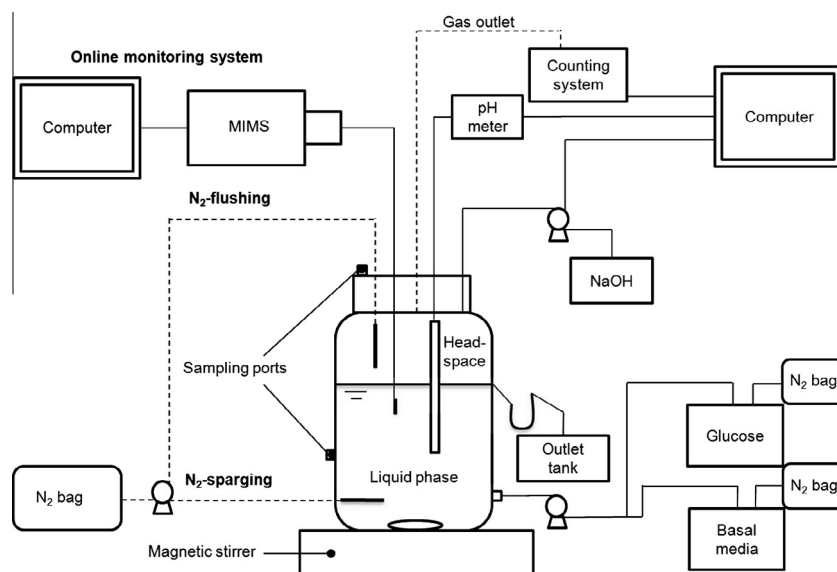 Gas outlet
Online monitoring system
Counting
system
Computer
MIMS
pH
meter
Computer
N₂-flushing
NaOH
Head-
space
Sampling ports
N₂ bag
Glucose
Outlet
tank
N₂-sparging
Liquid phase
N₂ bag
N₂ bag
Basal
media
Magnetic stirrer